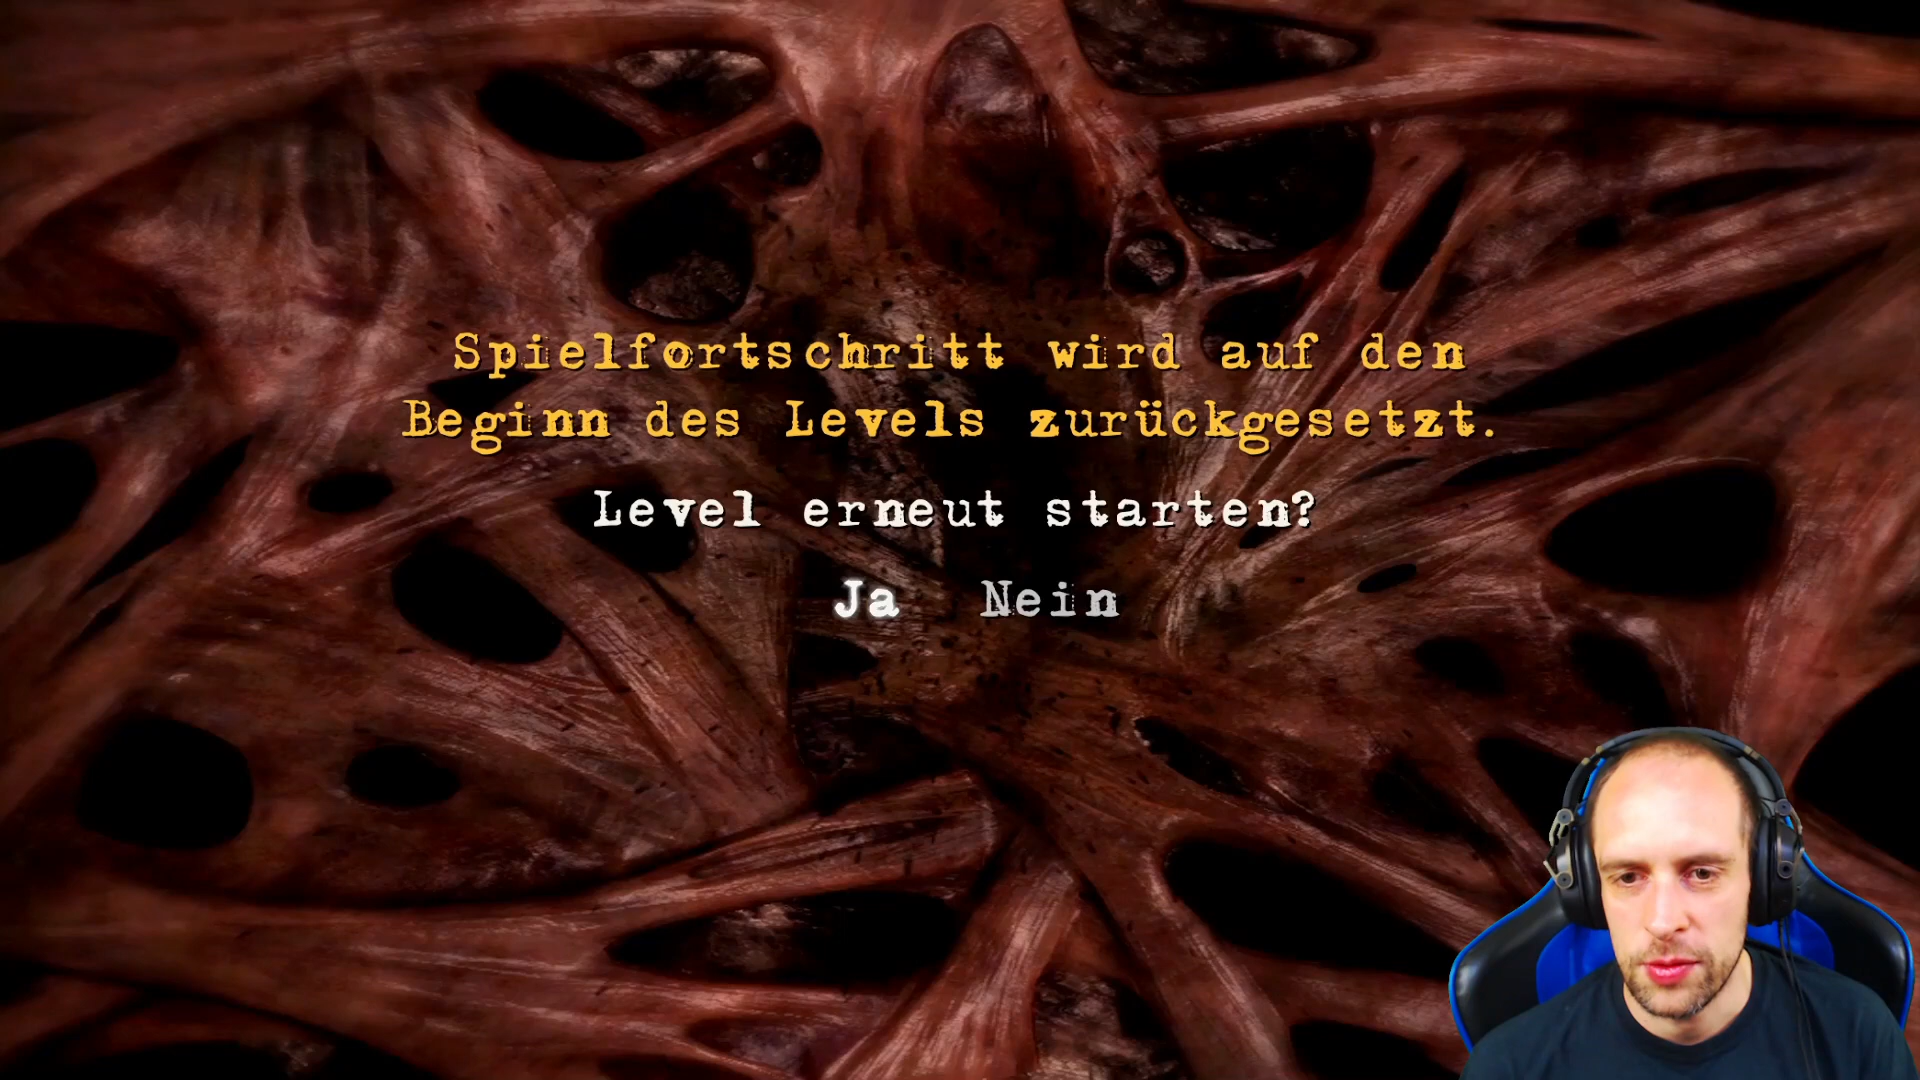 Spielfortschritt wird auf den
Beginn des Levels zurückgesetzt.
Level erneut starten?
Ja Nein